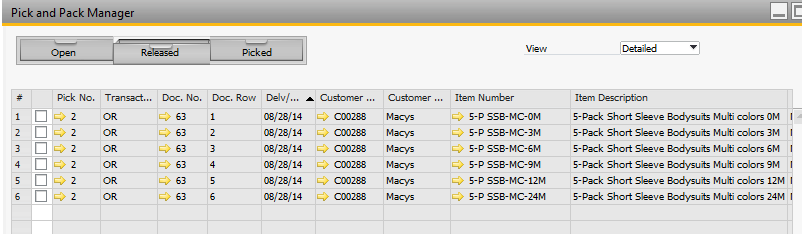 Pick and Pack Manager
Open Released Picked View Detailed
# Pick No. Transact... Doc. No. Doc. Row Delv/... Customer ... Customer ... Item Number Item Description
1 2 OR 63 1 08/28/14 C00288 Macys 5-P SSB-MC-0M 5-Pack Short Sleeve Bodysuits Multi colors 0M
2 2 OR 63 2 08/28/14 C00288 Macys 5-P SSB-MC-3M 5-Pack Short Sleeve Bodysuits Multi colors 3M
3 2 OR 63 3 08/28/14 C00288 Macys 5-P SSB-MC-6M 5-Pack Short Sleeve Bodysuits Multi colors 6M
4 2 OR 63 4 08/28/14 C00288 Macys 5-P SSB-MC-9M 5-Pack Short Sleeve Bodysuits Multi colors 9M
5 2 OR 63 5 08/28/14 C00288 Macys 5-P SSB-MC-12M 5-Pack Short Sleeve Bodysuits Multi colors 12M
6 2 OR 63 6 08/28/14 C00288 Macys 5-P SSB-MC-24M 5-Pack Short Sleeve Bodysuits Multi colors 24M